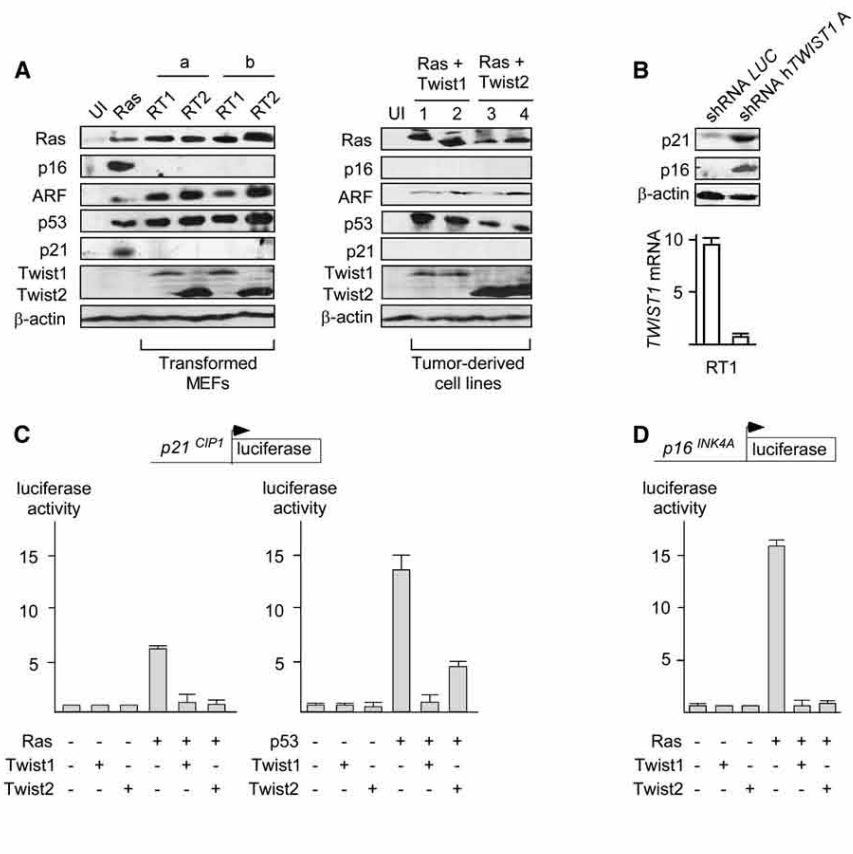 A
a b
UI Ras RT1 RT2 RT1 RT2
Ras
p16
ARF
p53
p21
Twist1
Twist2
β-actin
Transformed
MEFs
Ras + Ras +
Twist1 Twist2
UI 1 2 3 4
Ras
p16
ARF
p53
p21
Twist1
Twist2
β-actin
Tumor-derived
cell lines
B
shRNA LUC
shRNA hTWIST1 A
p21
p16
β-actin
TWIST1 mRNA
10
5
RT1
C
p21 CIP1 luciferase
luciferase
activity
15
10
5
Ras - - - + + +
Twist1 - + - - + -
Twist2 - - + - - +
luciferase
activity
15
10
5
p53 - - - + + +
Twist1 - + - - + -
Twist2 - - + - - +
D
p16 INK4A luciferase
luciferase
activity
15
10
5
Ras - - - + + +
Twist1 - + - - + -
Twist2 - - + - - +